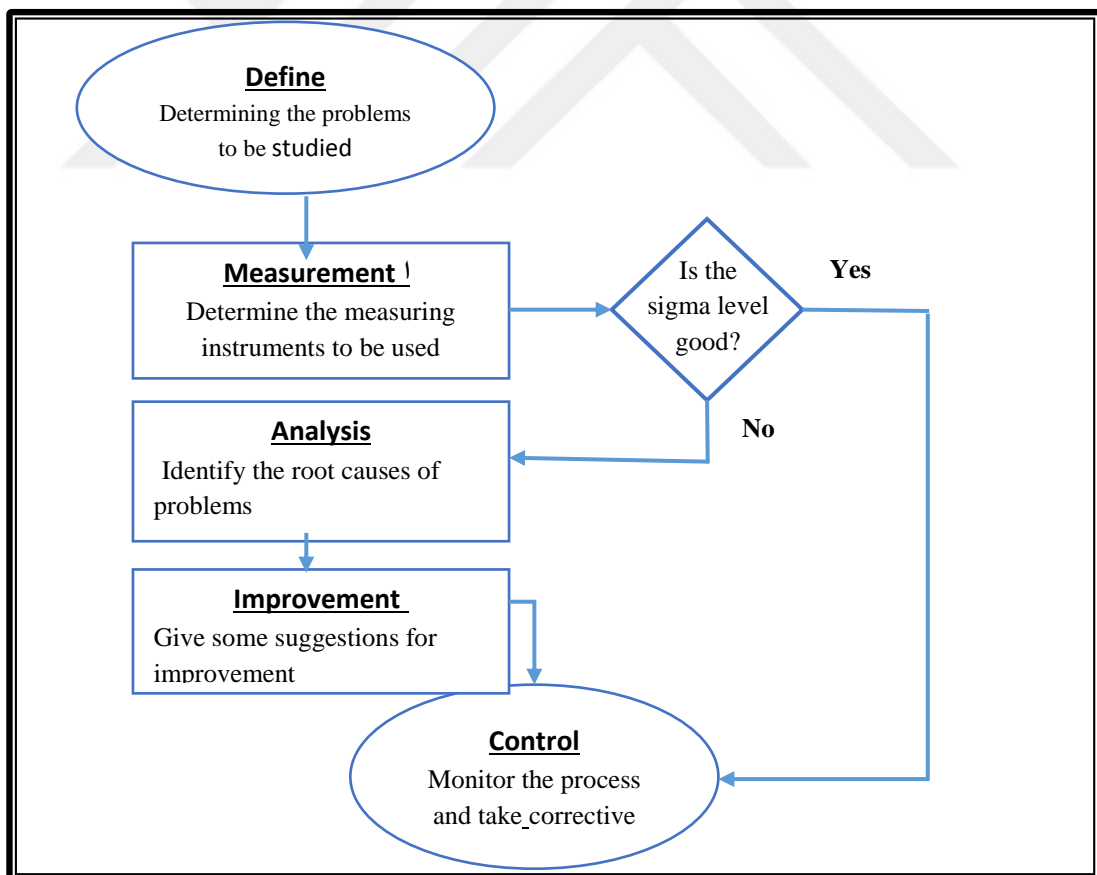 Define
Determining the problems
to be studied
Measurement ١
Determine the measuring
instruments to be used
Is the
sigma level
good?
Yes
No
Analysis
Identify the root causes of
problems
Improvement
Give some suggestions for
improvement
Control
Monitor the process
and take corrective